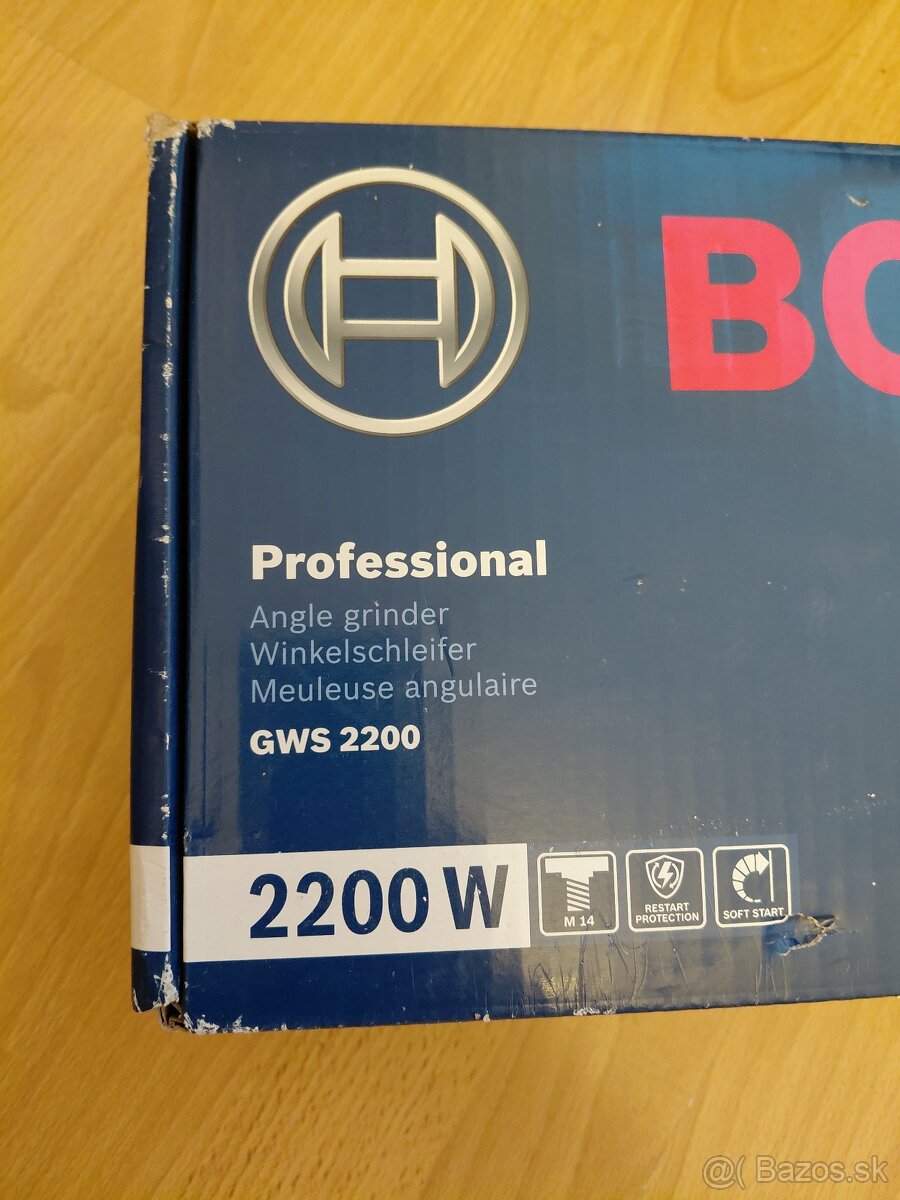 BO
Professional
Angle grinder
Winkelschleifer
Meuleuse angulaire
GWS 2200
2200 W
M 14
RESTART
PROTECTION
SOFT START
@( Bazos.sk